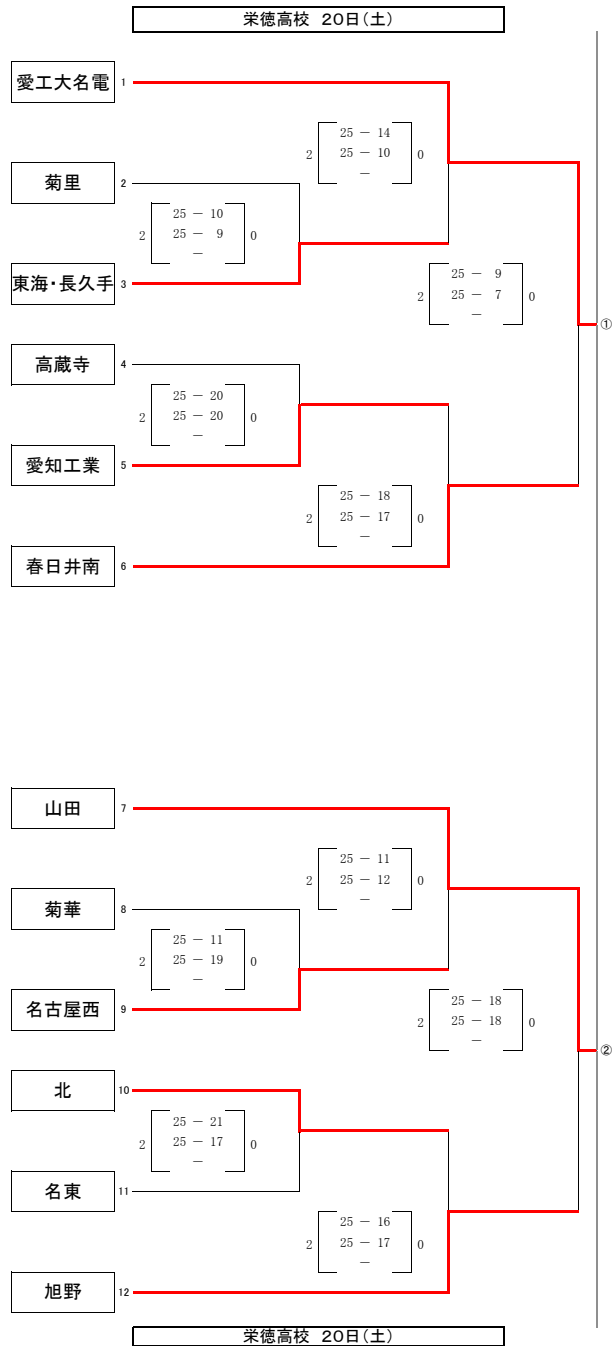 栄徳高校 20日(土)
愛工大名電 1
25 － 14
2 25 － 10 0
－
菊里 2
25 － 10
2 25 － 9 0
－
東海・長久手 3
25 － 9
2 25 － 7 0
－
①
高蔵寺 4
25 － 20
2 25 － 20 0
－
愛知工業 5
25 － 18
2 25 － 17 0
－
春日井南 6
山田 7
25 － 11
2 25 － 12 0
－
菊華 8
25 － 11
2 25 － 19 0
－
名古屋西 9
25 － 18
2 25 － 18 0
－
②
北 10
25 － 21
2 25 － 17 0
－
名東 11
25 － 16
2 25 － 17 0
－
旭野 12
栄徳高校 20日(土)